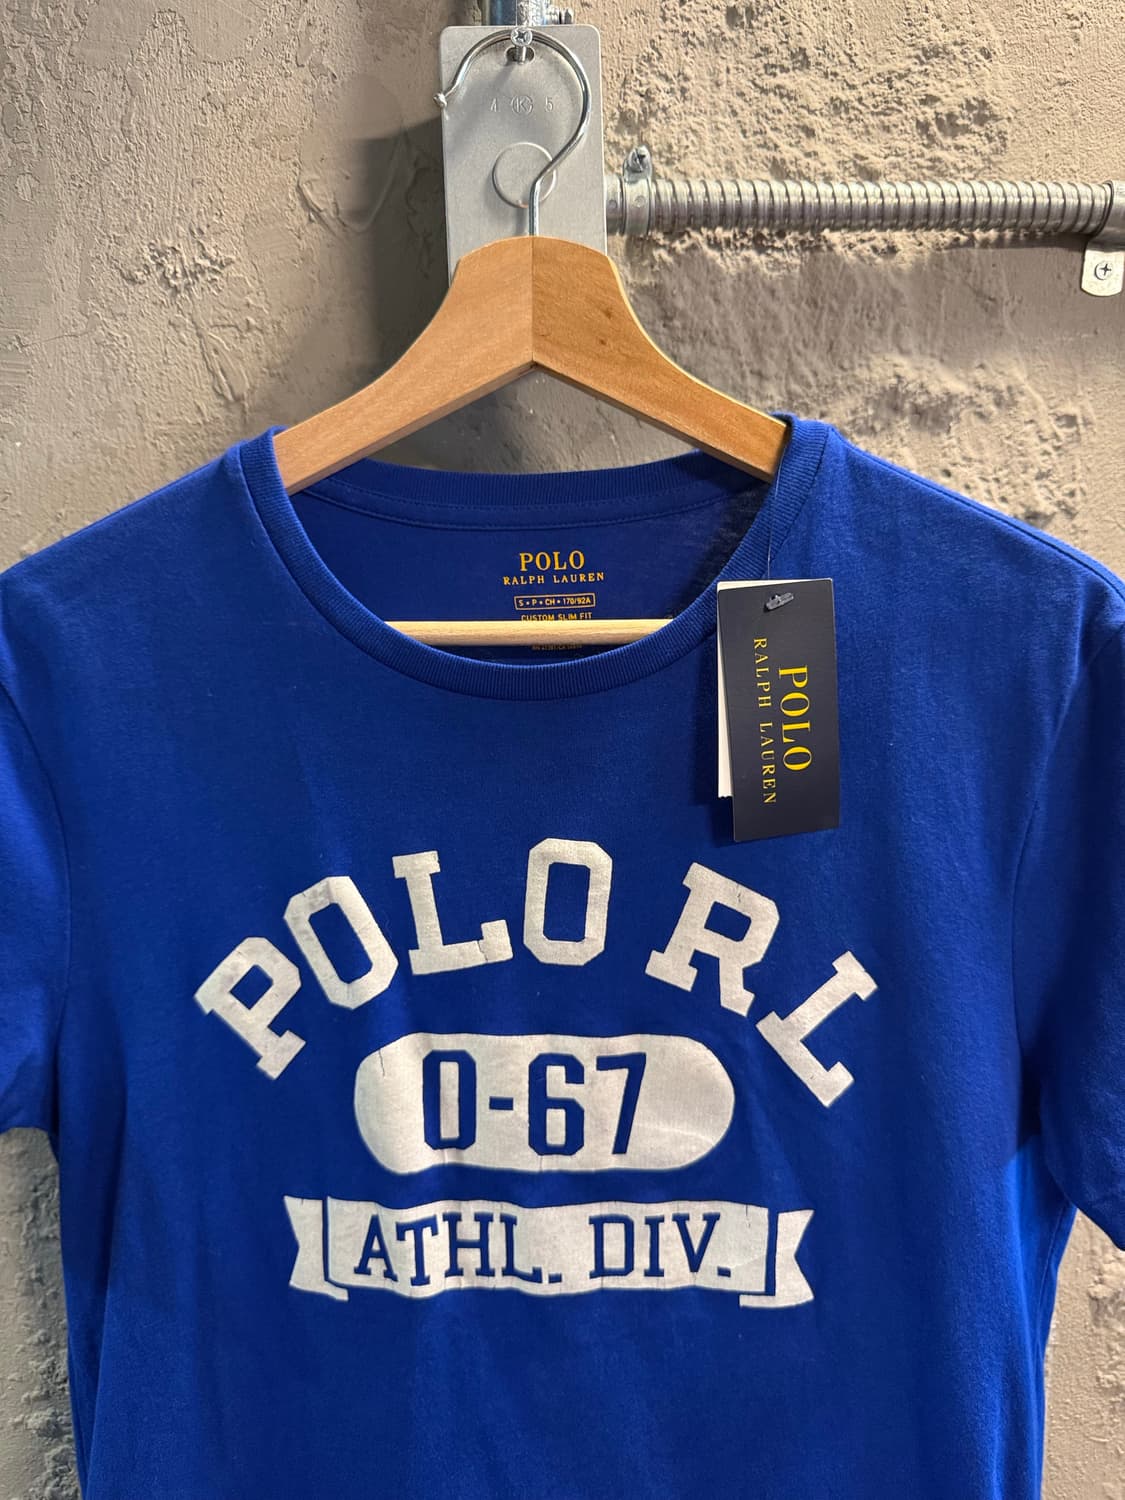 4 K 5
POLO
RALPH LAUREN
S • P • CH • 170/92A
CUSTOM SLIM FIT
POLO
RALPH LAUREN
POLO RL
0-67
ATHL. DIV.